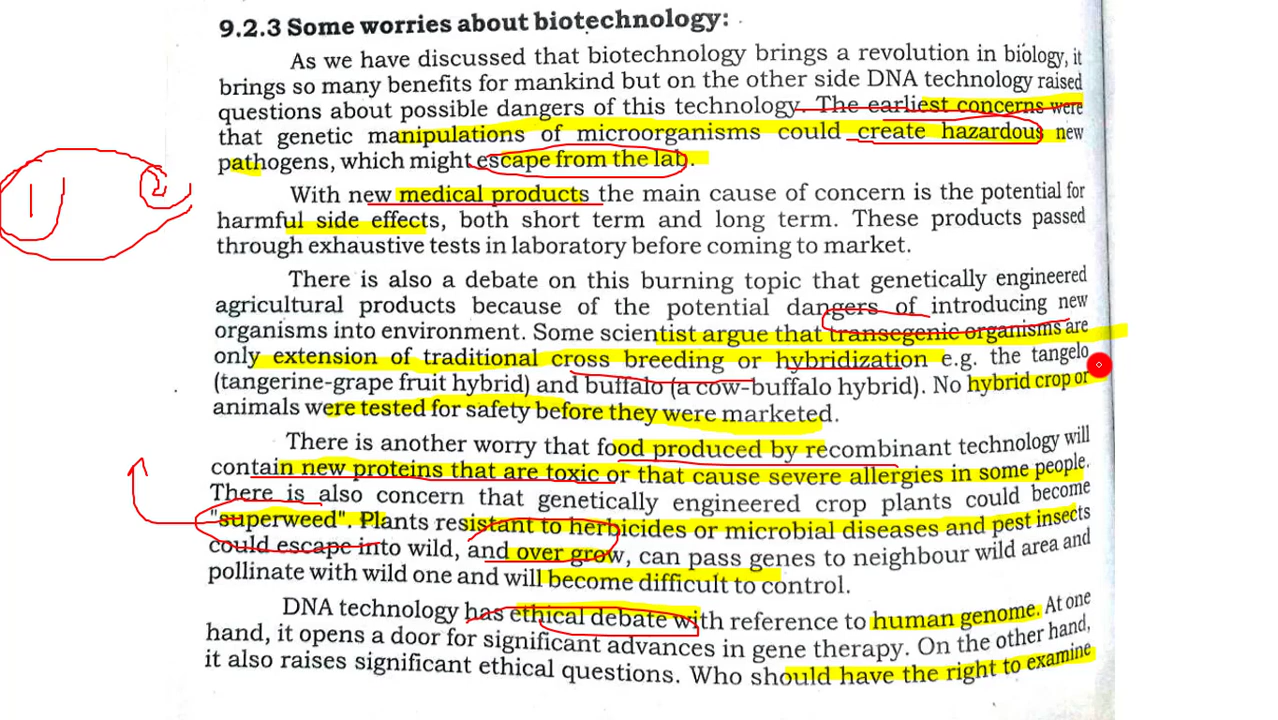 9.2.3 Some worries about biotechnology:
As we have discussed that biotechnology brings a revolution in biology, it
brings so many benefits for mankind but on the other side DNA technology raised
questions about possible dangers of this technology. The earliest concerns were
that genetic manipulations of microorganisms could create hazardous new
pathogens, which might escape from the lab.
With new medical products the main cause of concern is the potential for
harmful side effects, both short term and long term. These products passed
through exhaustive tests in laboratory before coming to market.
There is also a debate on this burning topic that genetically engineered
agricultural products because of the potential dangers of introducing new
organisms into environment. Some scientist argue that transegenic organisms are
only extension of traditional cross breeding or hybridization e.g. the tangelo
(tangerine-grape fruit hybrid) and buffalo (a cow-buffalo hybrid). No hybrid crop or
animals were tested for safety before they were marketed.
There is another worry that food produced by recombinant technology will
contain new proteins that are toxic or that cause severe allergies in some people.
There is also concern that genetically engineered crop plants could become
"superweed". Plants resistant to herbicides or microbial diseases and pest insects
could escape into wild, and over grow, can pass genes to neighbour wild area and
pollinate with wild one and will become difficult to control.
DNA technology has ethical debate with reference to human genome. At one
hand, it opens a door for significant advances in gene therapy. On the other hand,
it also raises significant ethical questions. Who should have the right to examine